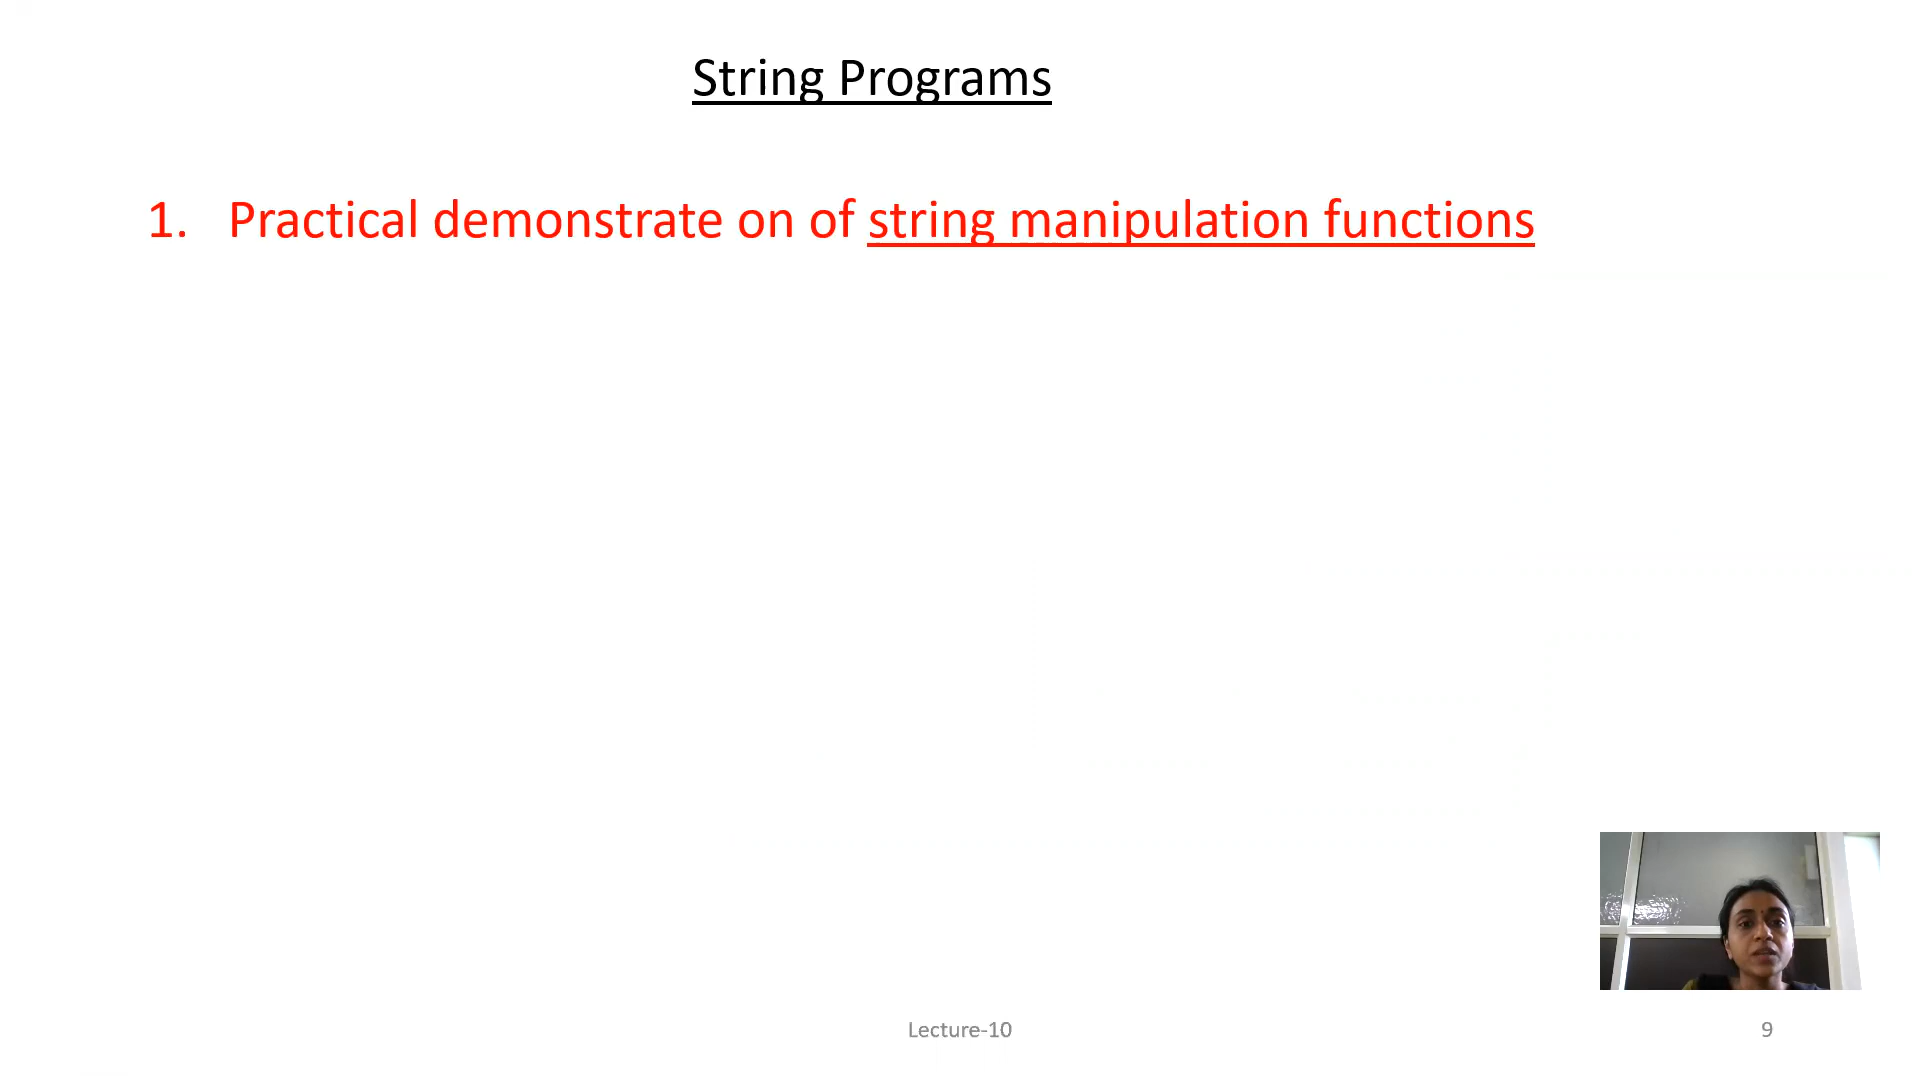 String Programs
1. Practical demonstrate on of string manipulation functions
Lecture-10
9